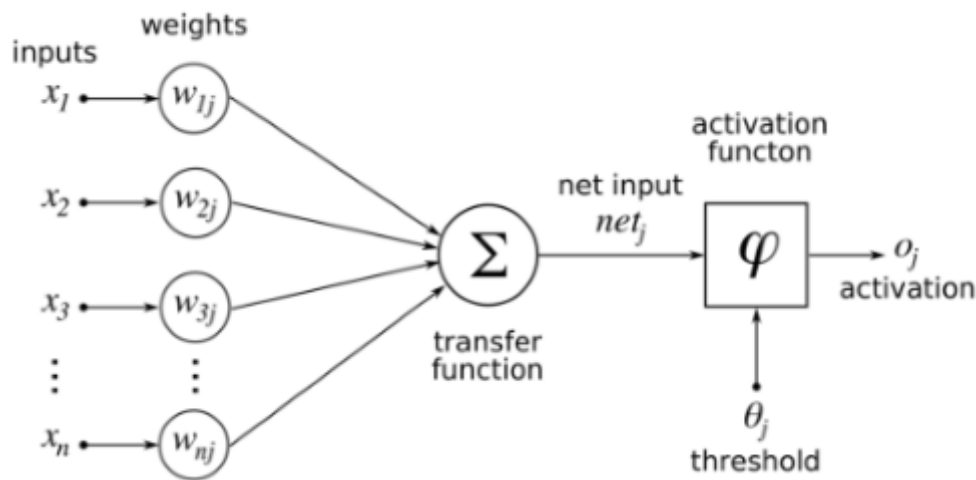 weights
inputs
x1
w1j
activation
functon
x2
w2j
net input
netj
Σ
φ
oj
activation
x3
w3j
transfer
function
⋮
⋮
θj
threshold
xn
wnj